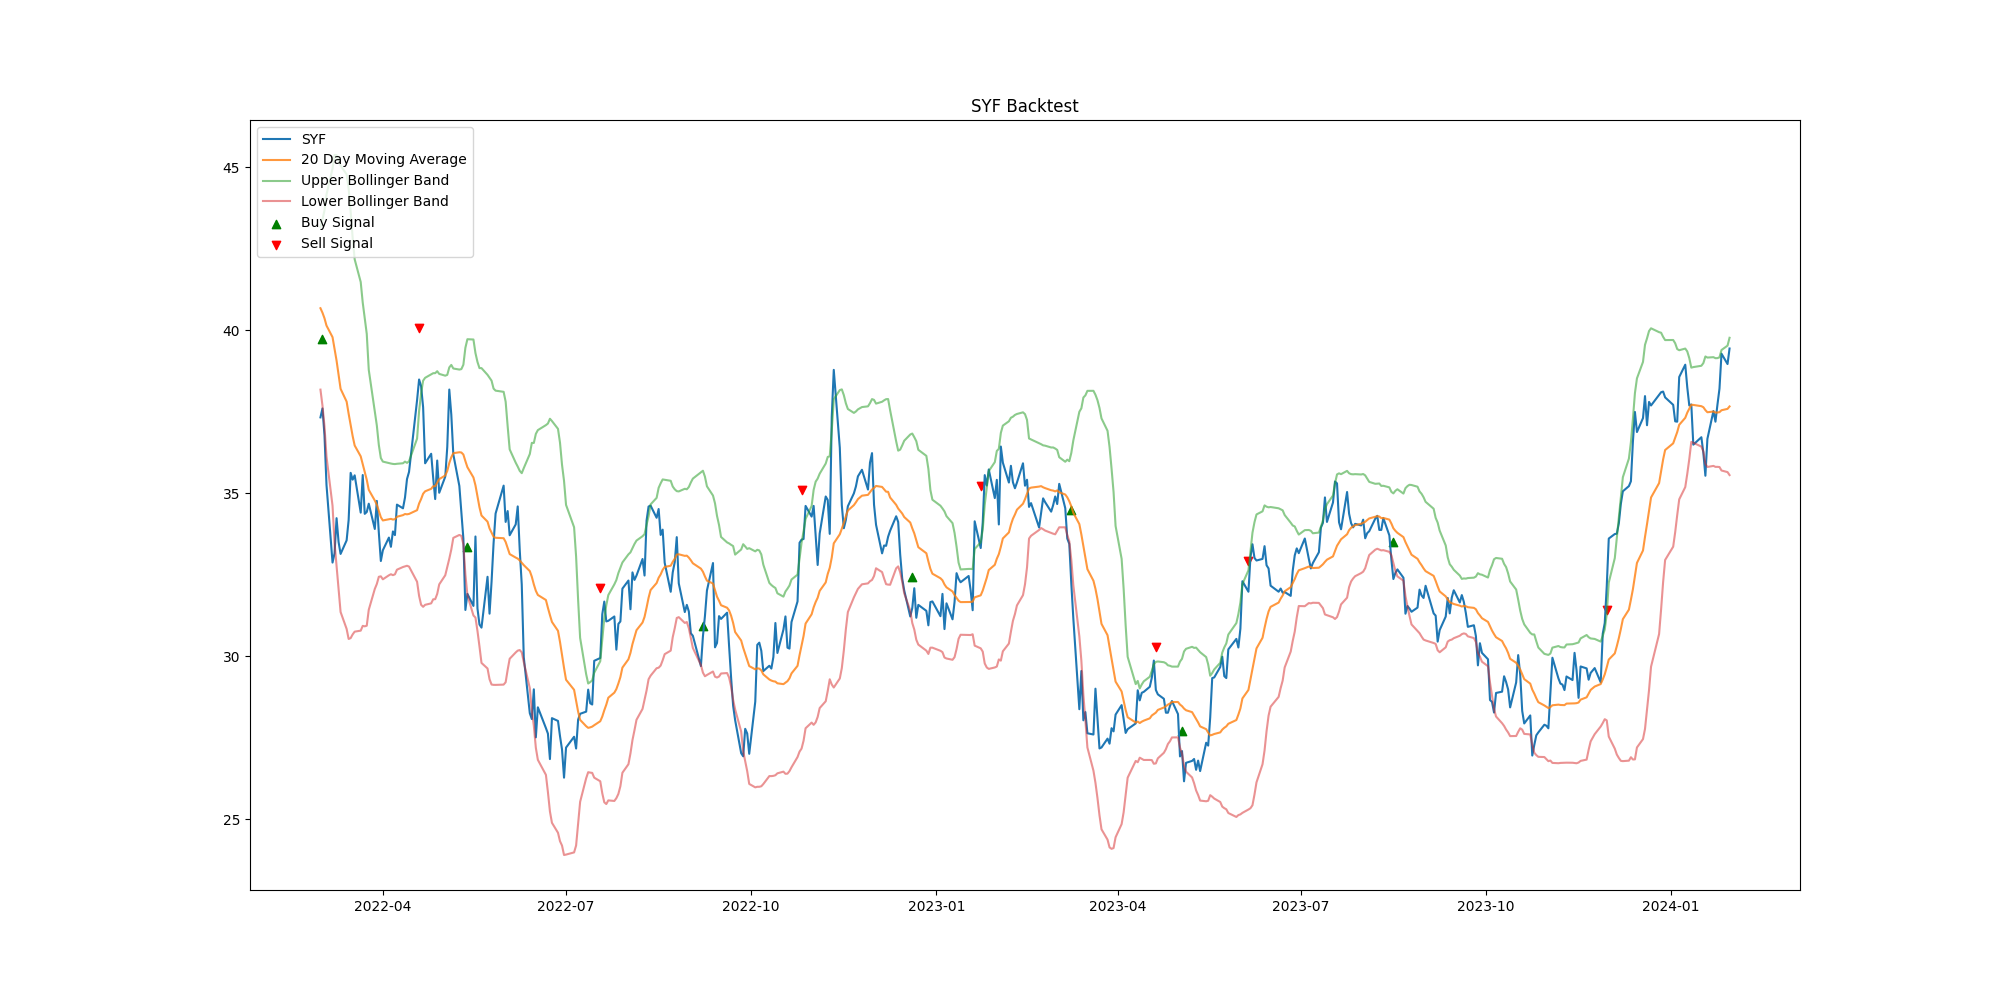 SYF Backtest
SYF
20 Day Moving Average
Upper Bollinger Band
Lower Bollinger Band
Buy Signal
Sell Signal
45
40
35
30
25
2022-04 2022-07 2022-10 2023-01 2023-04 2023-07 2023-10 2024-01